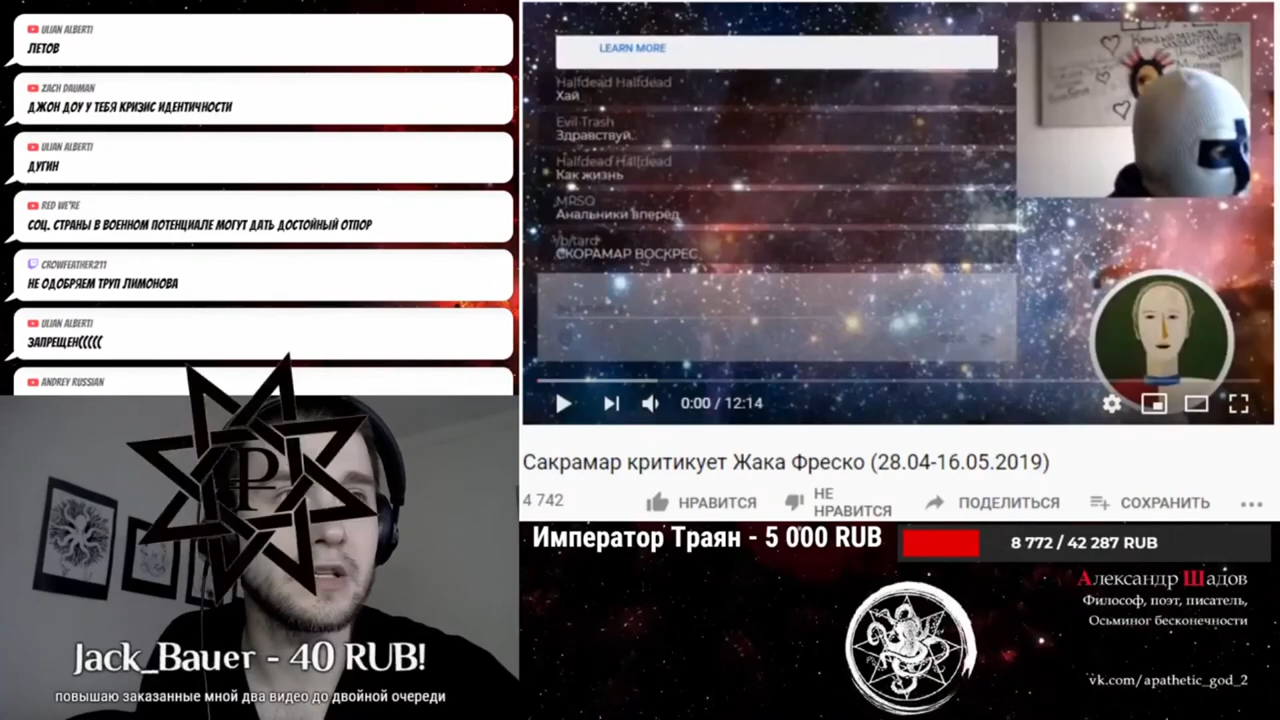 ULIAN ALBERTI
ЛЕТОВ
ZACH DAUMAN
ДЖОН ДОУ У ТЕБЯ КРИЗИС ИДЕНТИЧНОСТИ
ULIAN ALBERTI
ДУГИН
RED WE'RE
СОЦ. СТРАНЫ В ВОЕННОМ ПОТЕНЦИАЛЕ МОГУТ ДАТЬ ДОСТОЙНЫЙ ОТПОР
CROWFEATHER211
НЕ ОДОБРЯЕМ ТРУП ЛИМОНОВА
ULIAN ALBERTI
ЗАПРЕЩЕН(((((
ANDREY RUSSIAN
LEARN MORE
Halfdead Halfdead
Хай
Evil Trash
Здравствуй.
Halfdead Halfdead
Как жизнь
MRSO
Анальники вперёд
/b/tard
СКОРАМАР ВОСКРЕС
0:00 / 12:14
Сакрамар критикует Жака Фреско (28.04-16.05.2019)
4 742
НРАВИТСЯ
НЕ НРАВИТСЯ
ПОДЕЛИТЬСЯ
СОХРАНИТЬ
Император Траян - 5 000 RUB
8 772 / 42 287 RUB
Александр Шадов
Философ, поэт, писатель,
Осьминог бесконечности
vk.com/apathetic_god_2
Jack_Bauer - 40 RUB!
повышаю заказанные мной два видео до двойной очереди